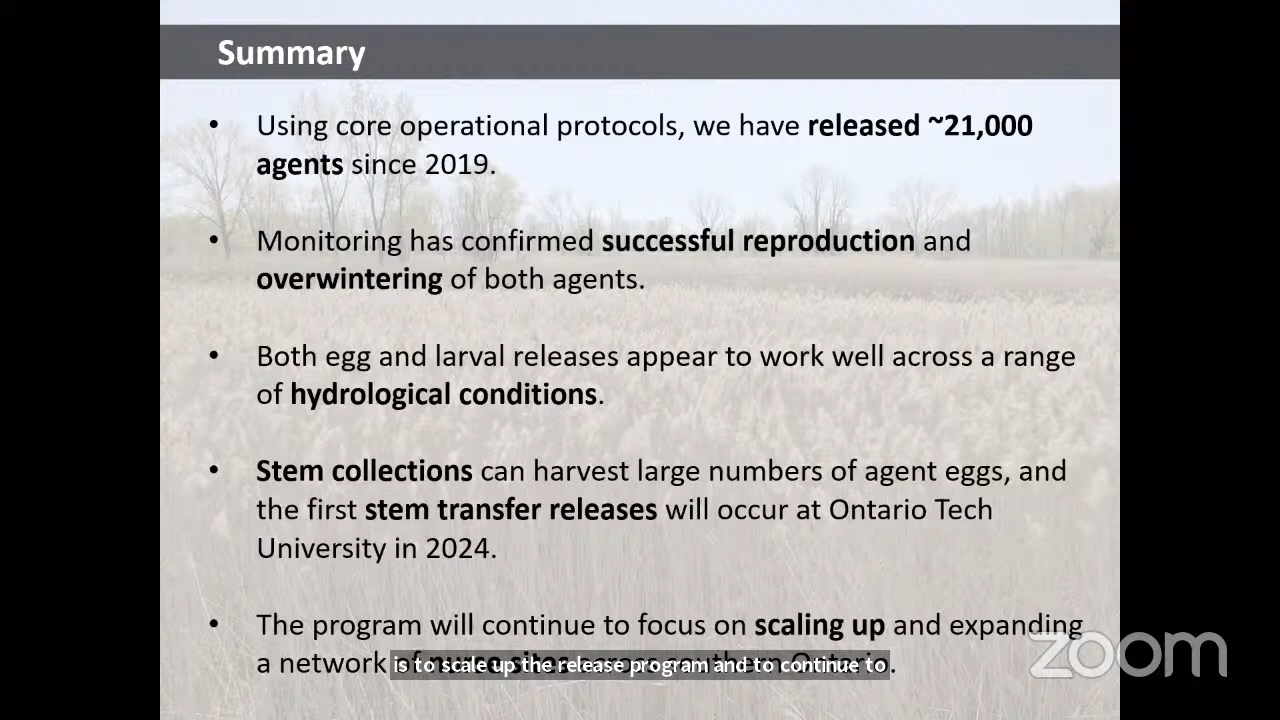 Summary
• Using core operational protocols, we have released ~21,000
agents since 2019.
• Monitoring has confirmed successful reproduction and
overwintering of both agents.
• Both egg and larval releases appear to work well across a range
of hydrological conditions.
• Stem collections can harvest large numbers of agent eggs, and
the first stem transfer releases will occur at Ontario Tech
University in 2024.
• The program will continue to focus on scaling up and expanding
a network
is to scale up the release program and to continue to
zoom